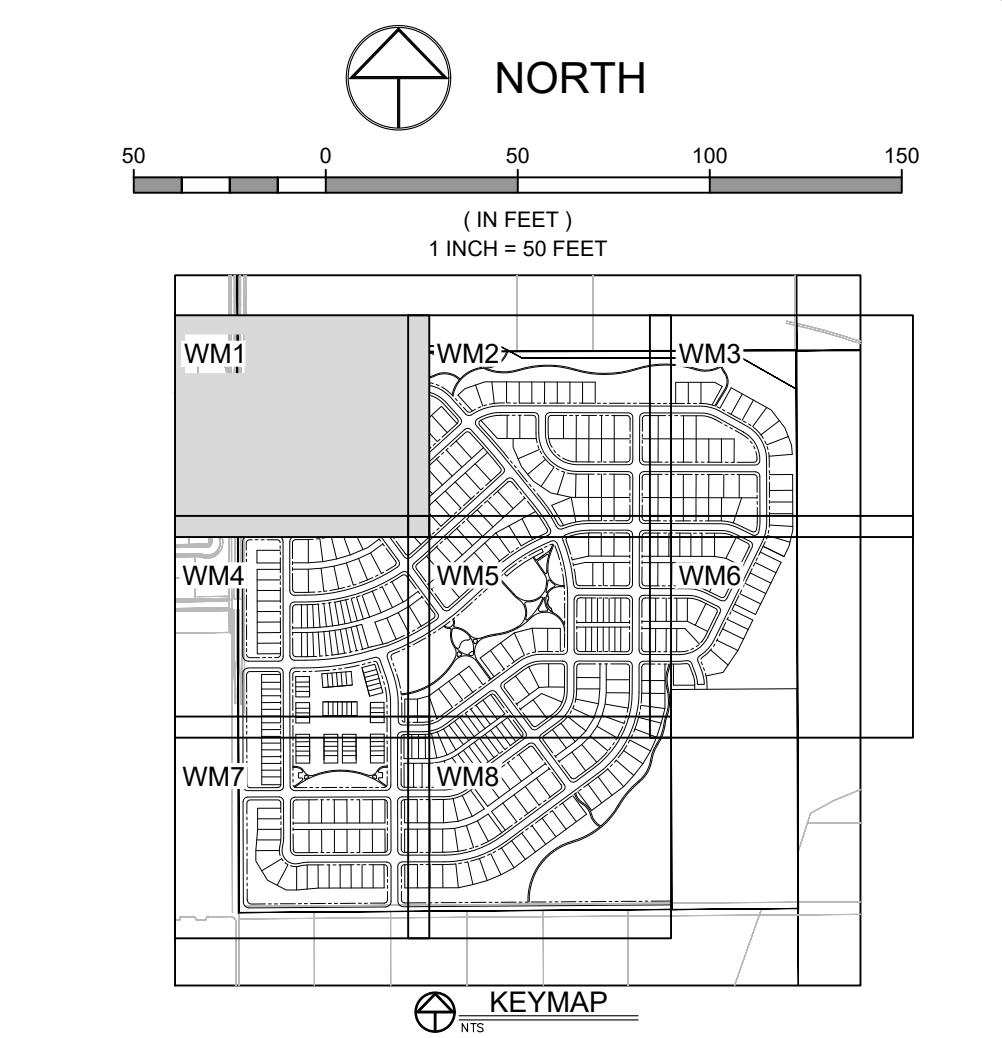 NORTH
50 0 50 100 150
( IN FEET )
1 INCH = 50 FEET
WM1 WM2 WM3
WM4 WM5 WM6
WM7 WM8
KEYMAP
NTS